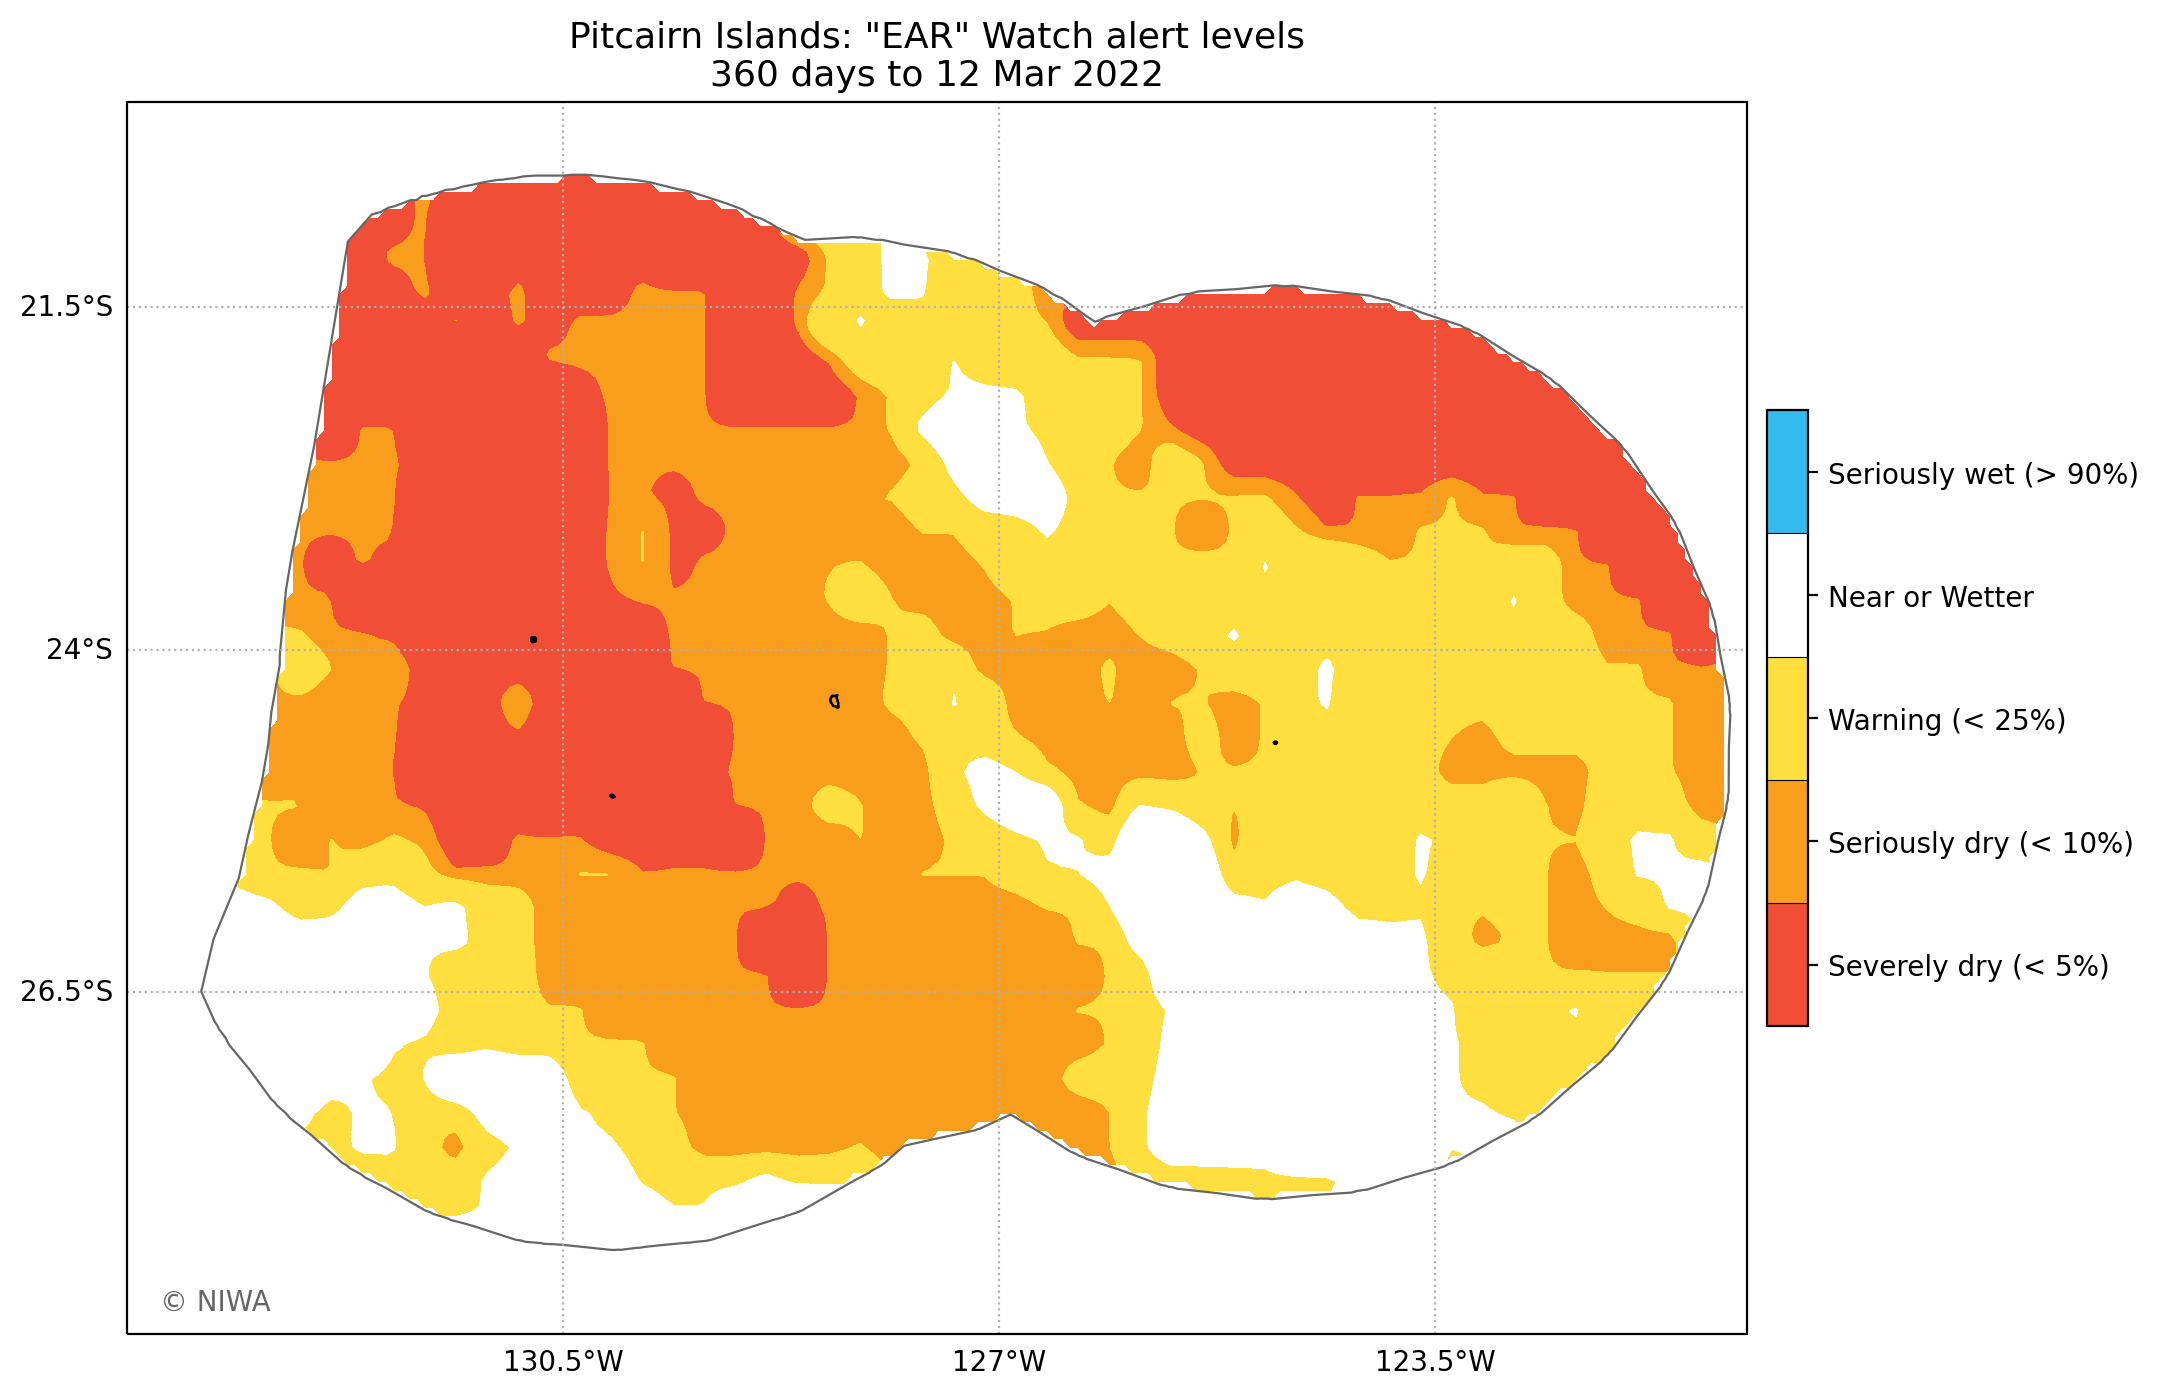 Pitcairn Islands: "EAR" Watch alert levels
360 days to 12 Mar 2022
21.5°S
24°S
26.5°S
130.5°W
127°W
123.5°W
Seriously wet (> 90%)
Near or Wetter
Warning (< 25%)
Seriously dry (< 10%)
Severely dry (< 5%)
© NIWA